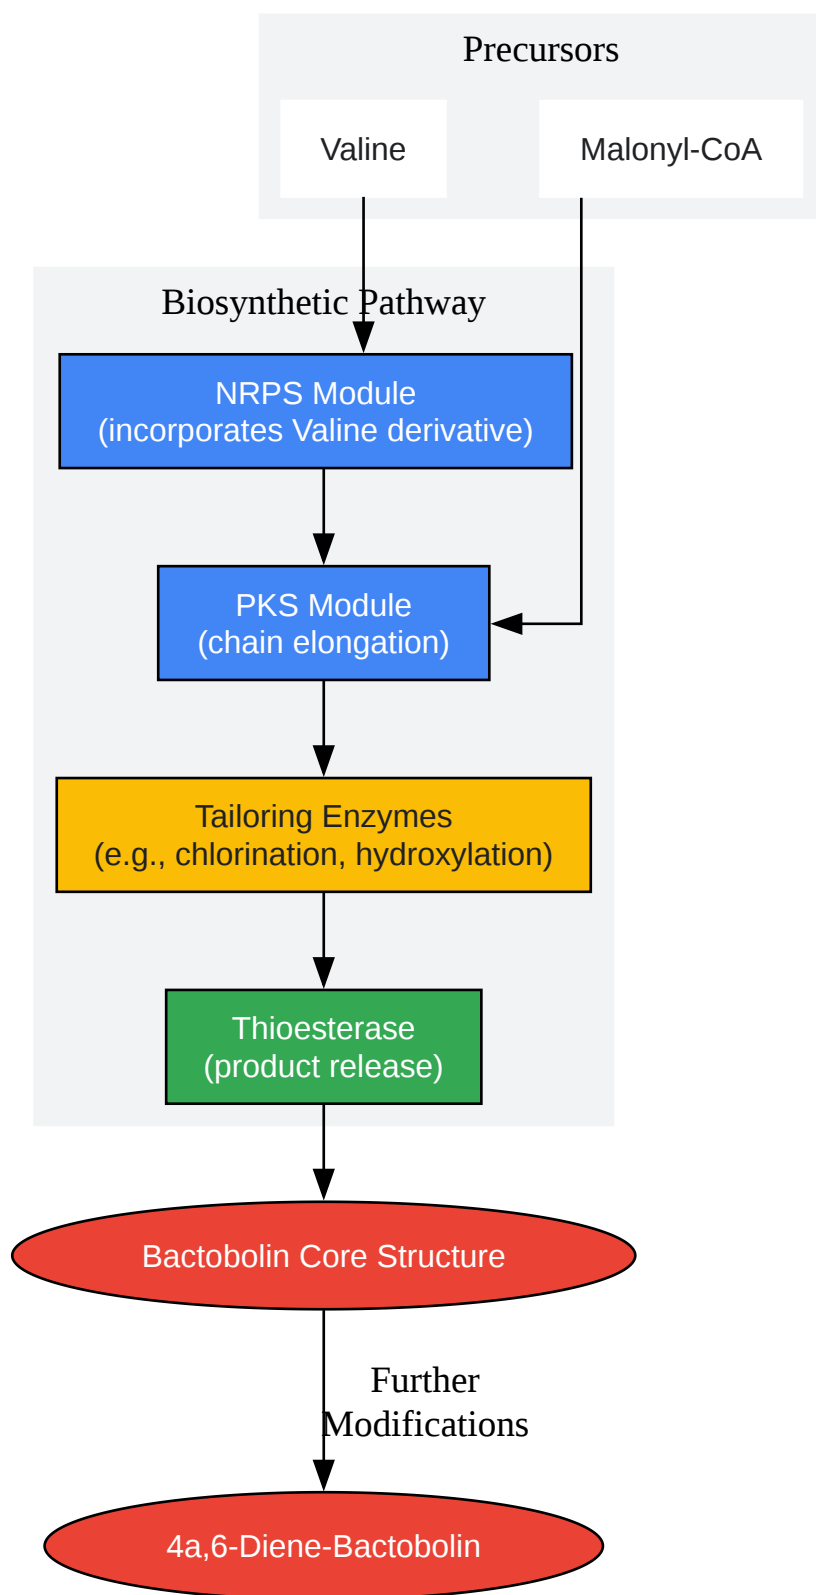 Precursors
Valine
Malonyl-CoA
Biosynthetic Pathway
NRPS Module
(incorporates Valine derivative)
PKS Module
(chain elongation)
Tailoring Enzymes
(e.g., chlorination, hydroxylation)
Thioesterase
(product release)
Bactobolin Core Structure
Further
Modifications
4a,6-Diene-Bactobolin